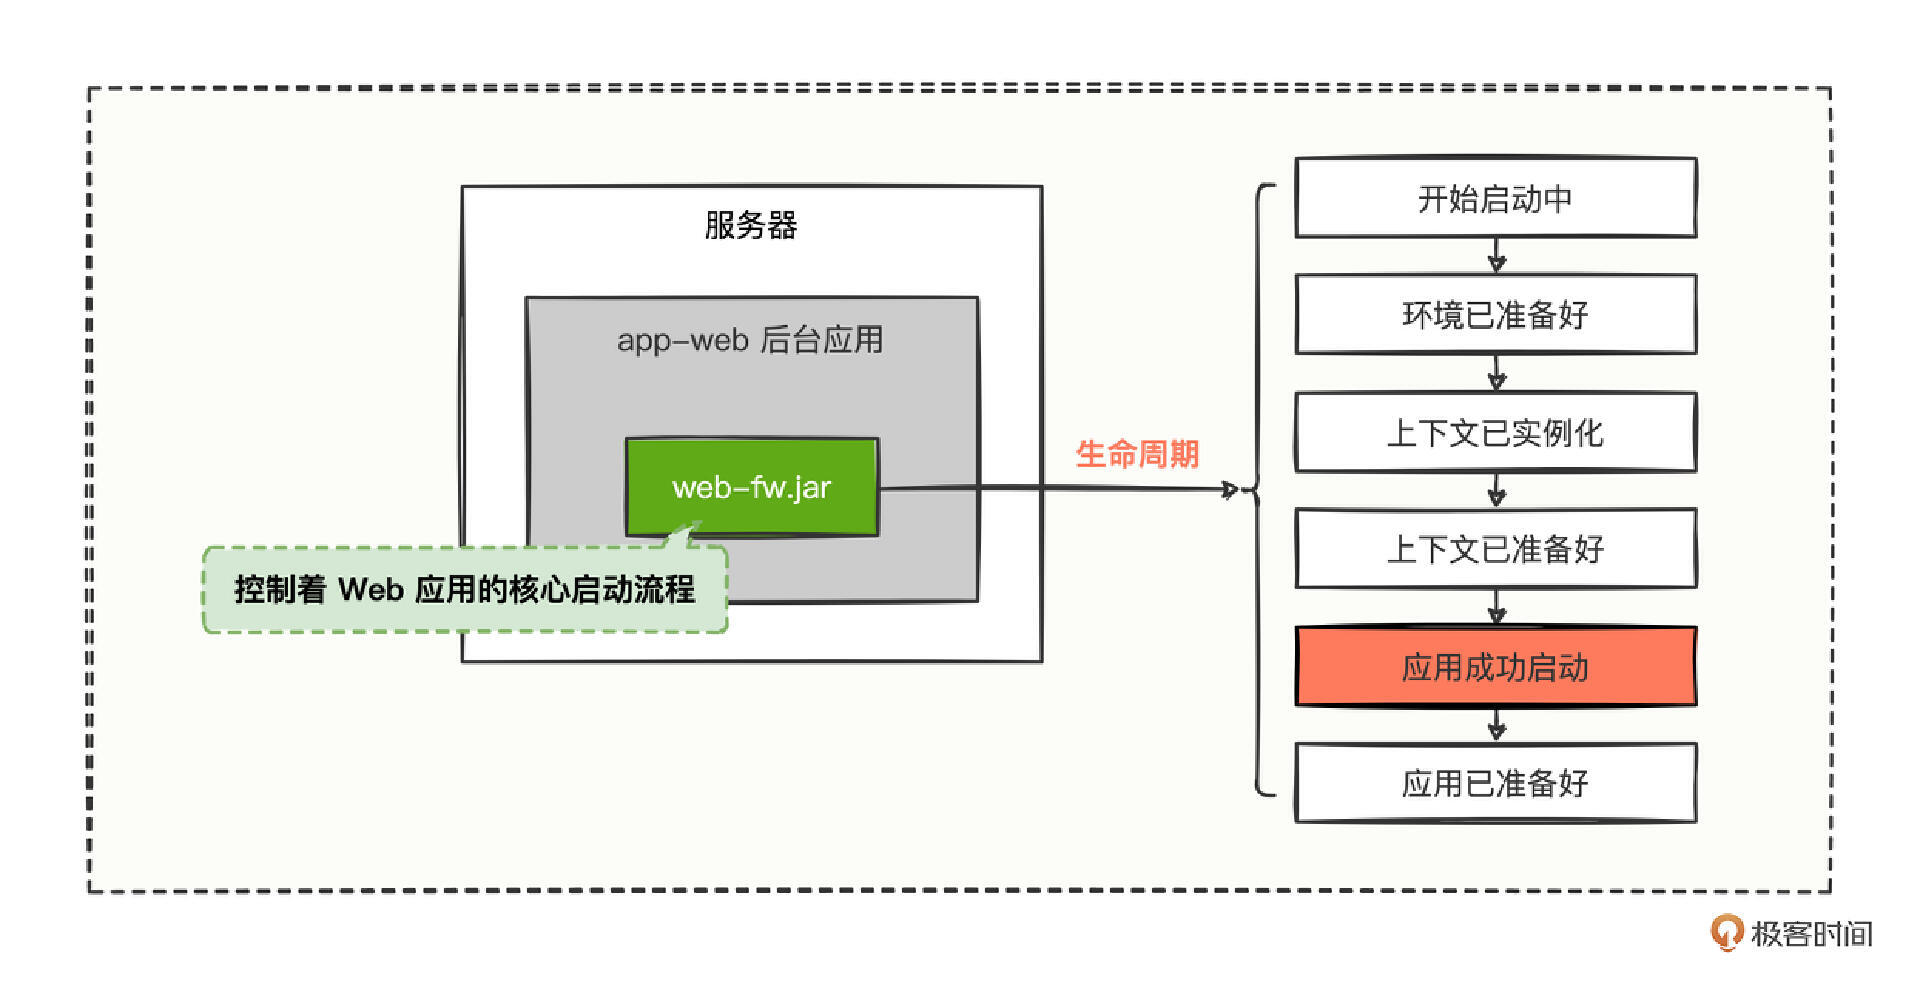 服务器
app-web 后台应用
web-fw.jar
控制着 Web 应用的核心启动流程
生命周期
开始启动中
环境已准备好
上下文已实例化
上下文已准备好
应用成功启动
应用已准备好
极客时间